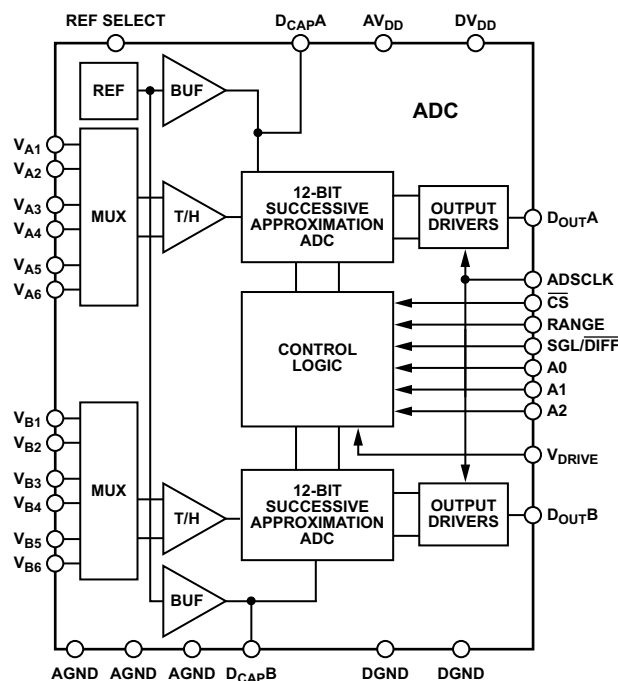 REF SELECT
DCAPA
AVDD
DVDD
REF
BUF
ADC
VA1
VA2
VA3
VA4
VA5
VA6
MUX
T/H
12-BIT
SUCCESSIVE
APPROXIMATION
ADC
OUTPUT
DRIVERS
DOUTA
ADSCLK
CS
RANGE
SGL/DIFF
A0
A1
A2
VDRIVE
CONTROL
LOGIC
VB1
VB2
VB3
VB4
VB5
VB6
MUX
T/H
12-BIT
SUCCESSIVE
APPROXIMATION
ADC
OUTPUT
DRIVERS
DOUTB
BUF
AGND
AGND
AGND
DCAPB
DGND
DGND